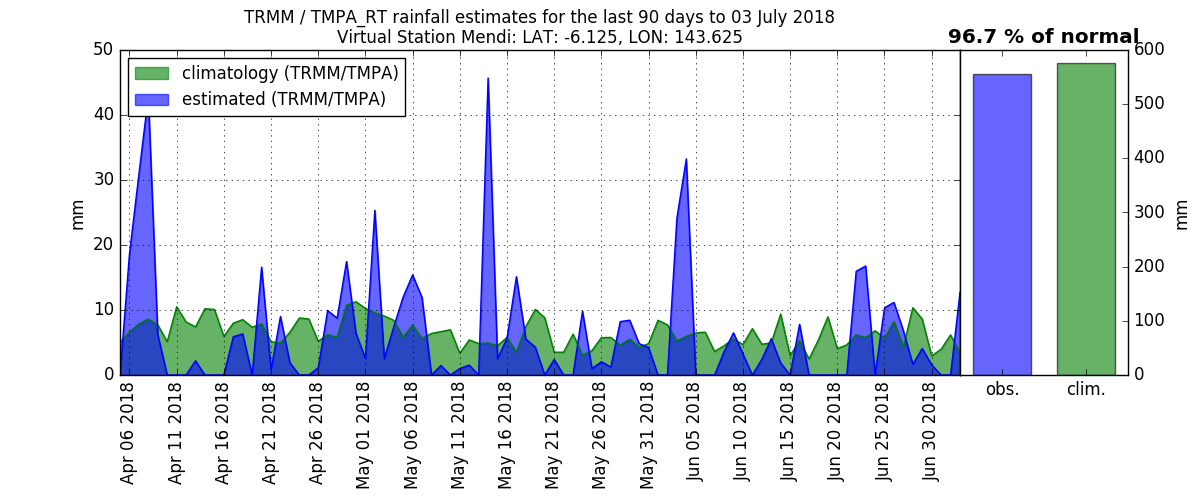 TRMM / TMPA_RT rainfall estimates for the last 90 days to 03 July 2018
Virtual Station Mendi: LAT: -6.125, LON: 143.625
96.7 % of normal
climatology (TRMM/TMPA)
estimated (TRMM/TMPA)
50
40
30
20
10
0
mm
600
500
400
300
200
100
0
mm
Apr 06 2018
Apr 11 2018
Apr 16 2018
Apr 21 2018
Apr 26 2018
May 01 2018
May 06 2018
May 11 2018
May 16 2018
May 21 2018
May 26 2018
May 31 2018
Jun 05 2018
Jun 10 2018
Jun 15 2018
Jun 20 2018
Jun 25 2018
Jun 30 2018
obs.
clim.